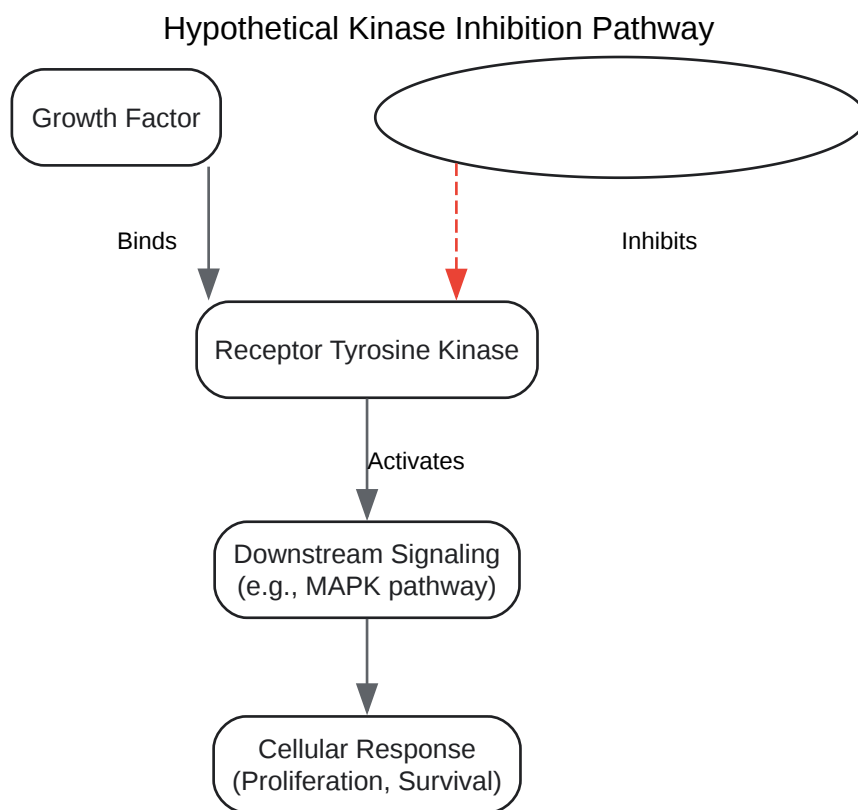 Hypothetical Kinase Inhibition Pathway
Growth Factor
Binds
Inhibits
Receptor Tyrosine Kinase
Activates
Downstream Signaling
(e.g., MAPK pathway)
Cellular Response
(Proliferation, Survival)